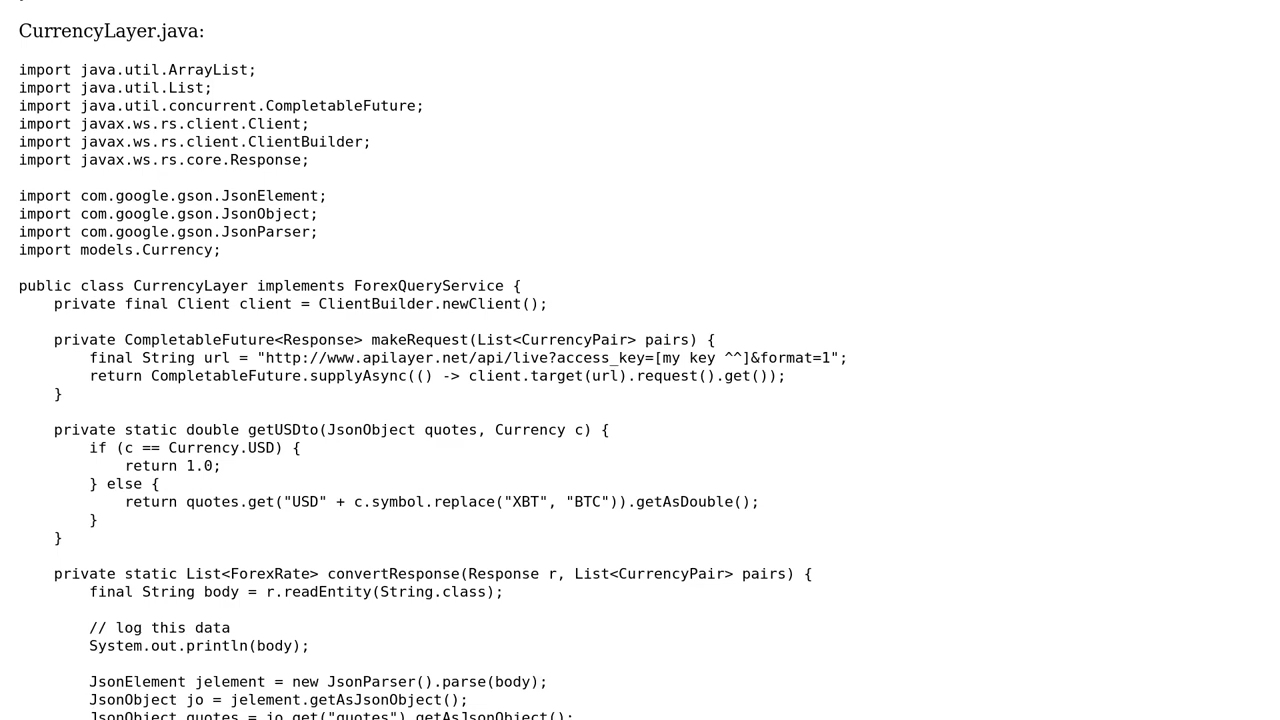 CurrencyLayer.java:
import java.util.ArrayList;
import java.util.List;
import java.util.concurrent.CompletableFuture;
import javax.ws.rs.client.Client;
import javax.ws.rs.client.ClientBuilder;
import javax.ws.rs.core.Response;

import com.google.gson.JsonElement;
import com.google.gson.JsonObject;
import com.google.gson.JsonParser;
import models.Currency;

public class CurrencyLayer implements ForexQueryService {
    private final Client client = ClientBuilder.newClient();

    private CompletableFuture<Response> makeRequest(List<CurrencyPair> pairs) {
        final String url = "http://www.apilayer.net/api/live?access_key=[my key ^^]&format=1";
        return CompletableFuture.supplyAsync(() -> client.target(url).request().get());
    }

    private static double getUSDto(JsonObject quotes, Currency c) {
        if (c == Currency.USD) {
            return 1.0;
        } else {
            return quotes.get("USD" + c.symbol.replace("XBT", "BTC")).getAsDouble();
        }
    }

    private static List<ForexRate> convertResponse(Response r, List<CurrencyPair> pairs) {
        final String body = r.readEntity(String.class);

        // log this data
        System.out.println(body);

        JsonElement jelement = new JsonParser().parse(body);
        JsonObject jo = jelement.getAsJsonObject();
        JsonObject quotes = jo.get("quotes").getAsJsonObject();